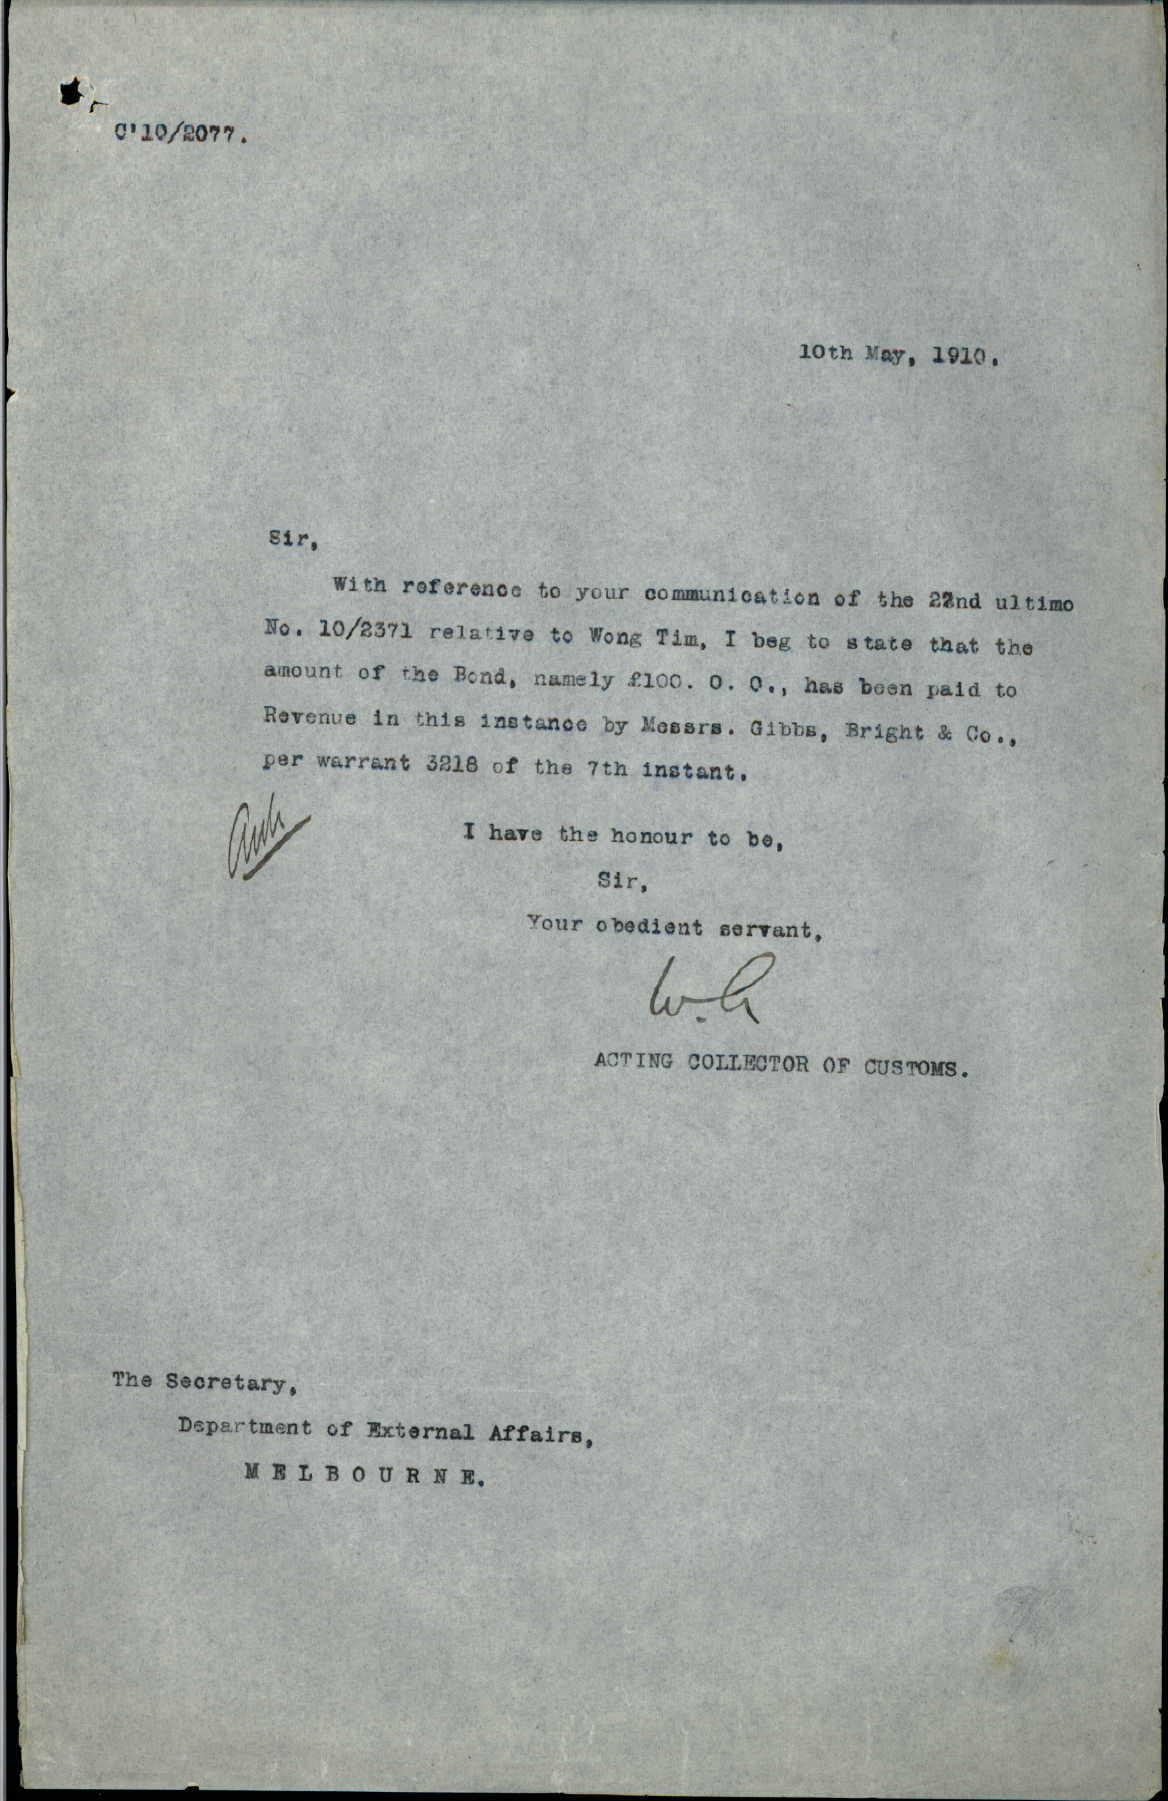 C'10/2077.
10th May, 1910.
Sir,
With reference to your communication of the 22nd ultimo
No. 10/2371 relative to Wong Tim, I beg to state that the
amount of the Bond, namely £100. 0. 0., has been paid to
Revenue in this instance by Messrs. Gibbs, Bright & Co.,
per warrant 3218 of the 7th instant.
I have the honour to be,
Sir,
Your obedient servant,
ACTING COLLECTOR OF CUSTOMS.
The Secretary,
Department of External Affairs,
MELBOURNE.